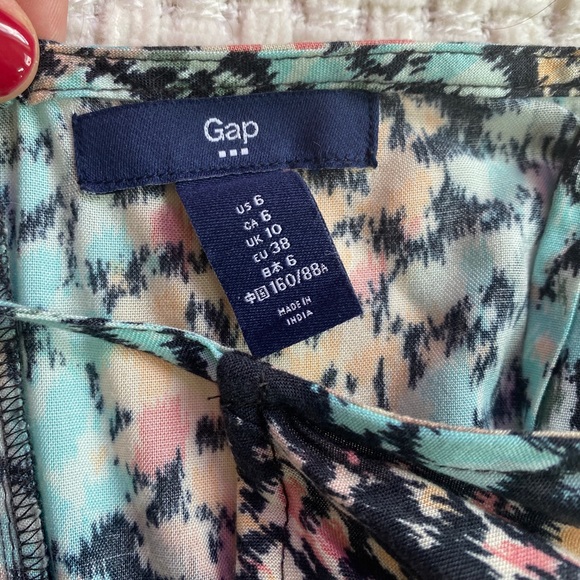 Gap
US 6
CA 6
UK 10
EU 38
日本 6
中国 160/88A
MADE IN
INDIA